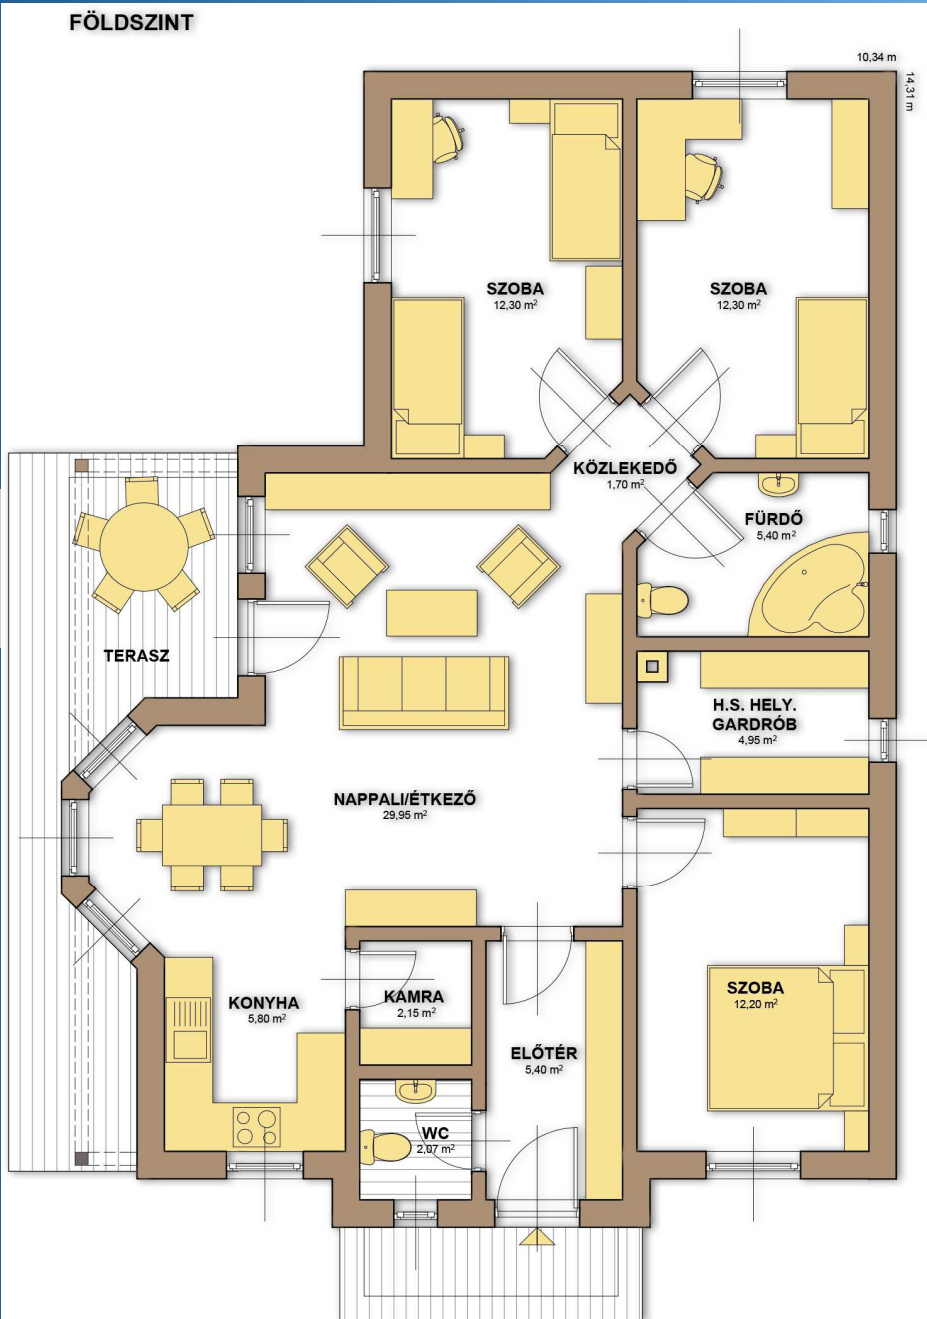 FÖLDSZINT
10,34 m
14,31 m
SZOBA
12,30 m²
SZOBA
12,30 m²
KÖZLEKEDŐ
1,70 m²
FÜRDŐ
5,40 m²
TERASZ
H.S. HELY.
GARDRÓB
4,95 m²
NAPPALI/ÉTKEZŐ
29,95 m²
KONYHA
5,80 m²
KAMRA
2,15 m²
SZOBA
12,20 m²
ELŐTÉR
5,40 m²
WC
2,07 m²